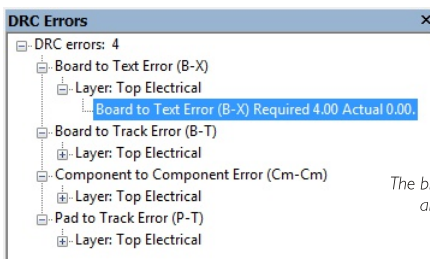 DRC Errors ×
DRC errors: 4
Board to Text Error (B-X)
Layer: Top Electrical
Board to Text Error (B-X) Required 4.00 Actual 0.00.
Board to Track Error (B-T)
Layer: Top Electrical
Component to Component Error (Cm-Cm)
Layer: Top Electrical
Pad to Track Error (P-T)
Layer: Top Electrical
The b